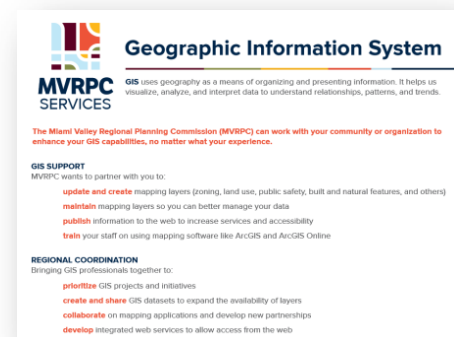 Geographic Information System
MVRPC
SERVICES
GIS uses geography as a means of organizing and presenting information. It helps us
visualize, analyze, and interpret data to understand relationships, patterns, and trends.
The Miami Valley Regional Planning Commission (MVRPC) can work with your community or organization to
enhance your GIS capabilities, no matter what your experience.
GIS SUPPORT
MVRPC wants to partner with you to:
update and create mapping layers (zoning, land use, public safety, built and natural features, and others)
maintain mapping layers so you can better manage your data
publish information to the web to increase services and accessibility
train your staff on using mapping software like ArcGIS and ArcGIS Online
REGIONAL COORDINATION
Bringing GIS professionals together to:
prioritize GIS projects and initiatives
create and share GIS datasets to expand the availability of layers
collaborate on mapping applications and develop new partnerships
develop integrated web services to allow access from the web